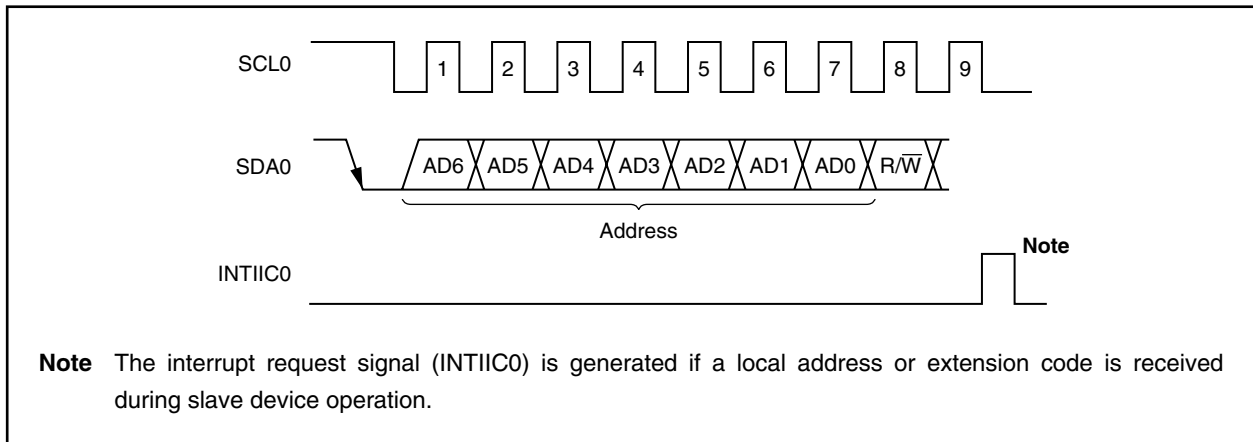 SCL0
1 2 3 4 5 6 7 8 9
SDA0
AD6 AD5 AD4 AD3 AD2 AD1 AD0 R/W̅
Address
Note
INTIIC0
Note The interrupt request signal (INTIIC0) is generated if a local address or extension code is received
during slave device operation.